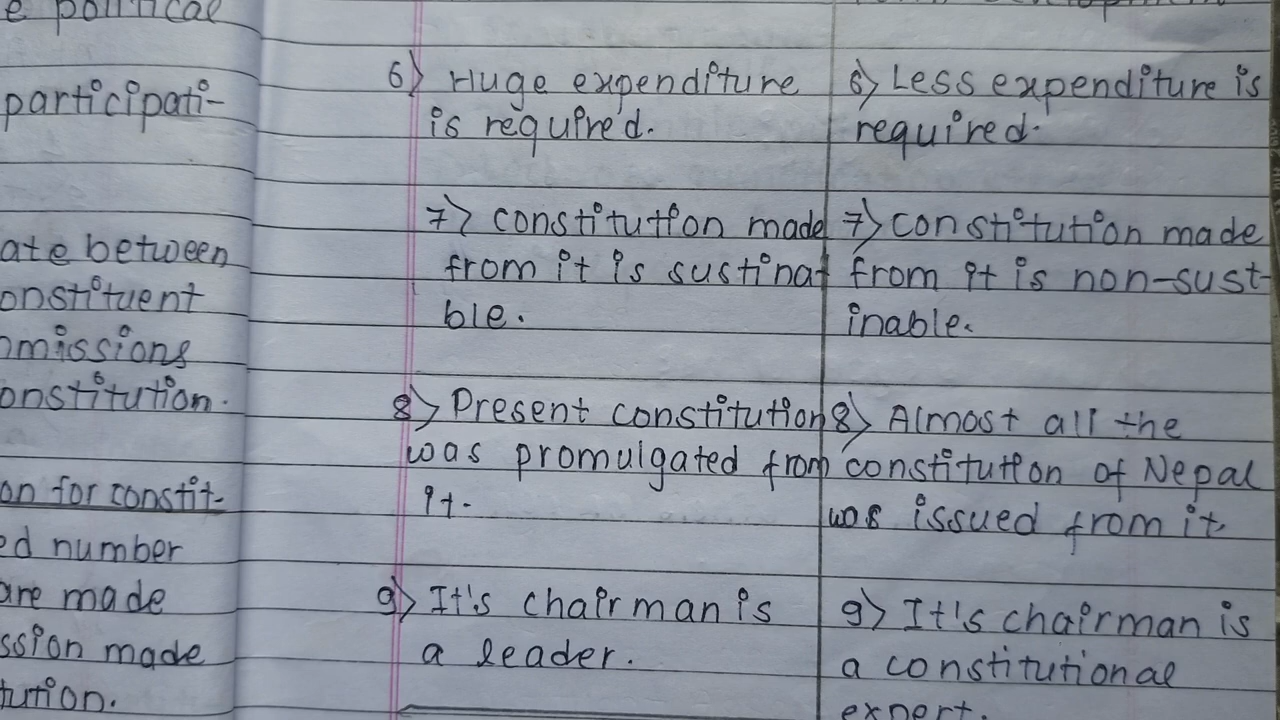 e political
participati-
ate between
onstituent
missions
onstitution.
on for constit-
ed number
are made
ssion made
tution.
6) Huge expenditure
is required.
7) constitution made
from it is sustina
ble.
8) Present constitution
was promulgated from
it.
9) It's chairman is
a leader.
6) Less expenditure is
required.
7) constitution made
from it is non-sust-
inable.
8) Almost all the
constitution of Nepal
was issued from it.
9) It's chairman is
a constitutional
expert.